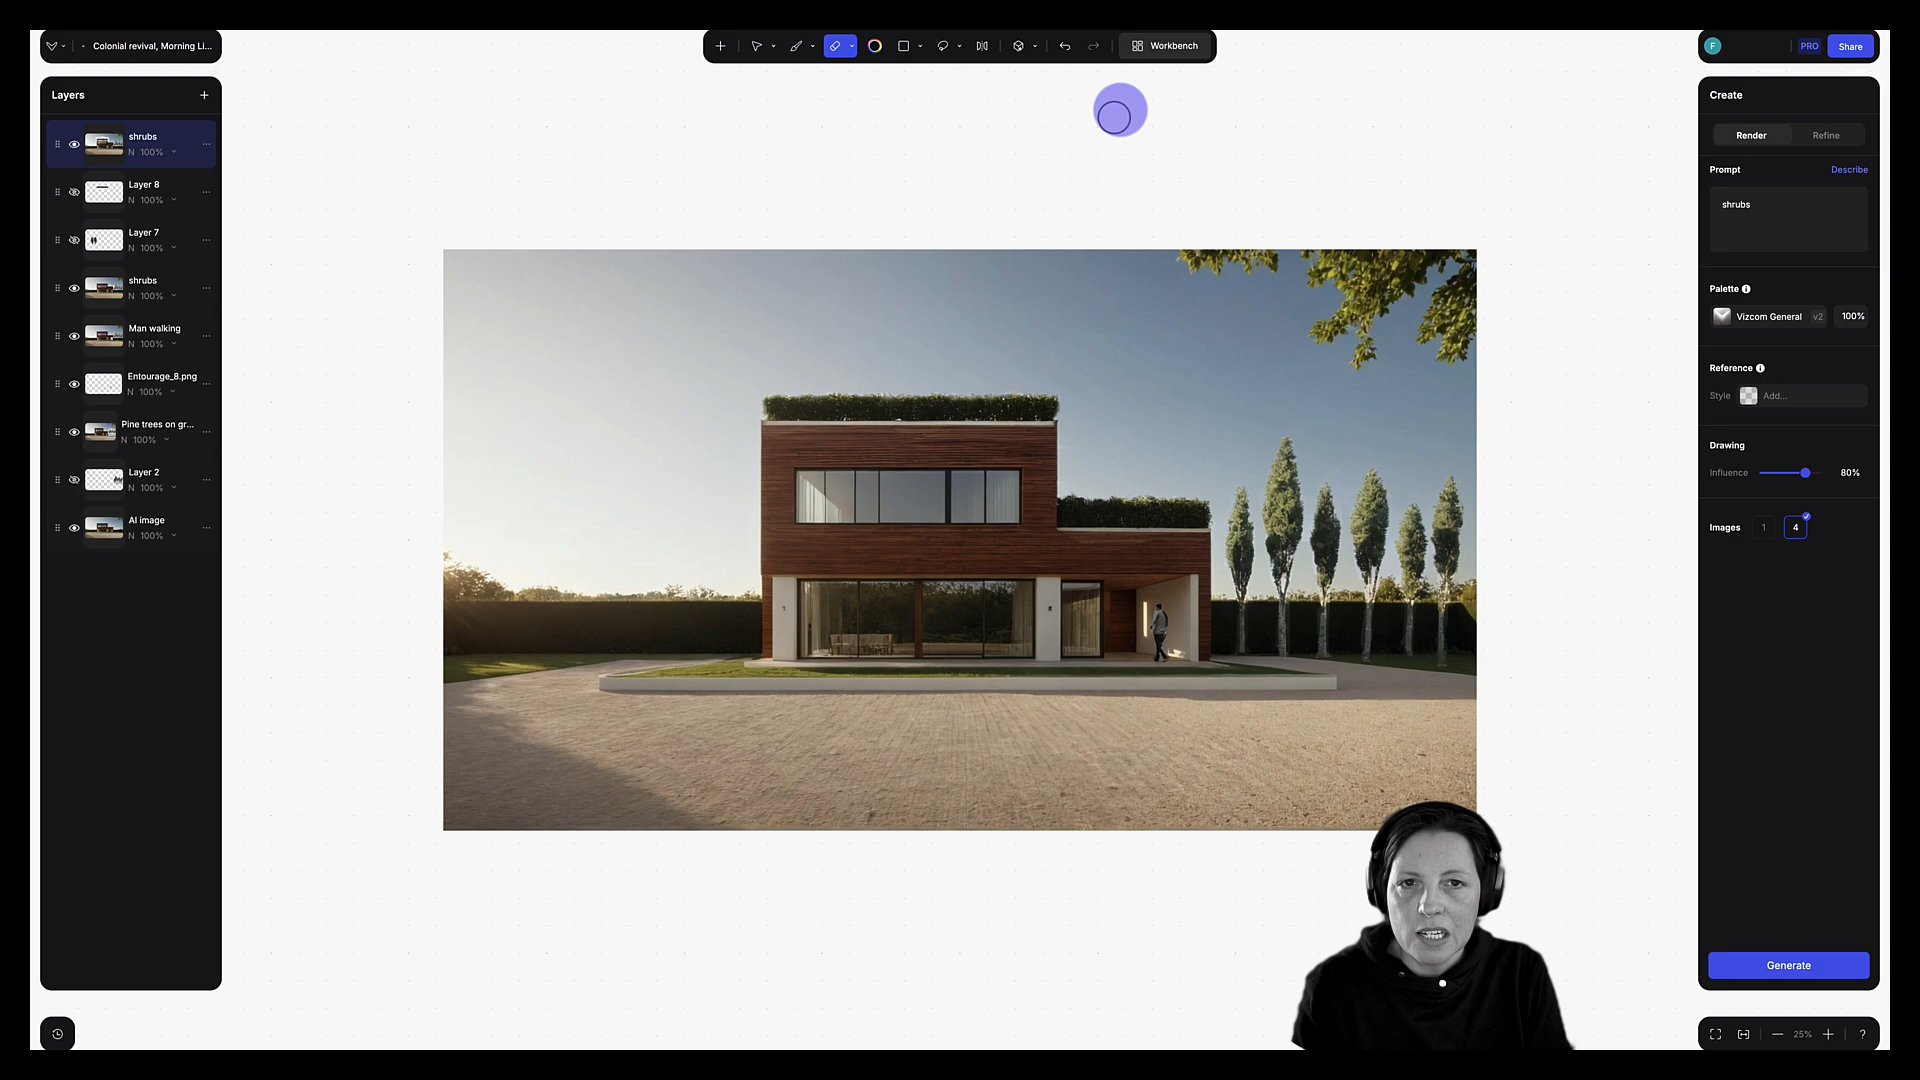 Colonial revival, Morning Li...
Workbench
F
PRO
Share
Layers
shrubs
N 100%
Layer 8
N 100%
Layer 7
N 100%
shrubs
N 100%
Man walking
N 100%
Entourage_8.png
N 100%
Pine trees on gr...
N 100%
Layer 2
N 100%
AI image
N 100%
Create
Render Refine
Prompt Describe
shrubs
Palette
Vizcom General v2 100%
Reference
Style Add...
Drawing
Influence 80%
Images 1 4
Generate
25% ?